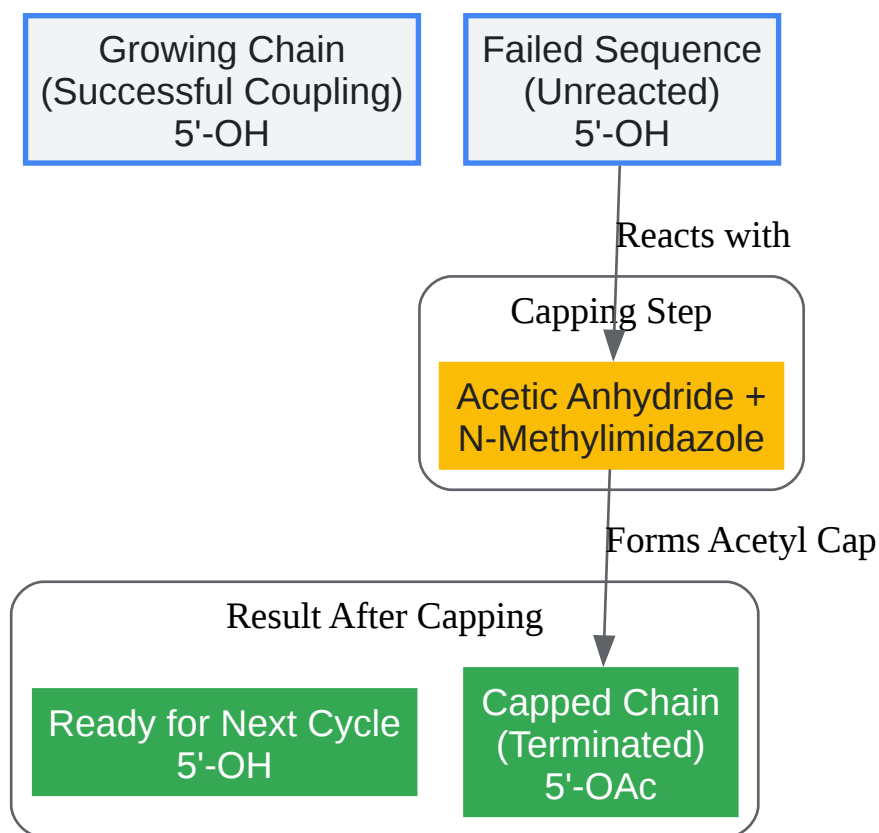 Growing Chain
(Successful Coupling)
5'-OH
Failed Sequence
(Unreacted)
5'-OH
Reacts with
Capping Step
Acetic Anhydride +
N-Methylimidazole
Forms Acetyl Cap
Result After Capping
Ready for Next Cycle
5'-OH
Capped Chain
(Terminated)
5'-OAc